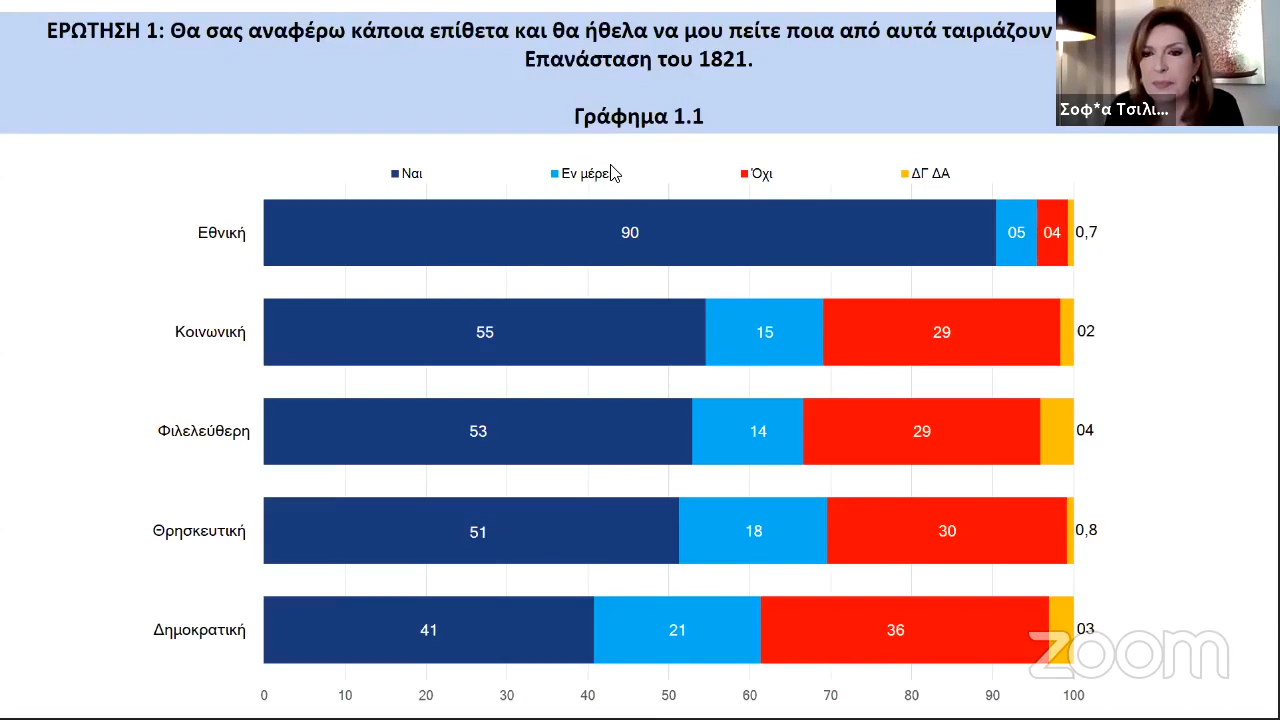 ΕΡΩΤΗΣΗ 1: Θα σας αναφέρω κάποια επίθετα και θα ήθελα να μου πείτε ποια από αυτά ταιριάζουν
Επανάσταση του 1821.
Γράφημα 1.1
Σοφ*α Τσιλι...
Ναι Εν μέρε Όχι ΔΓ ΔΑ
Εθνική 90 05 04 0,7
Κοινωνική 55 15 29 02
Φιλελεύθερη 53 14 29 04
Θρησκευτική 51 18 30 0,8
Δημοκρατική 41 21 36 03
zoom
0 10 20 30 40 50 60 70 80 90 100